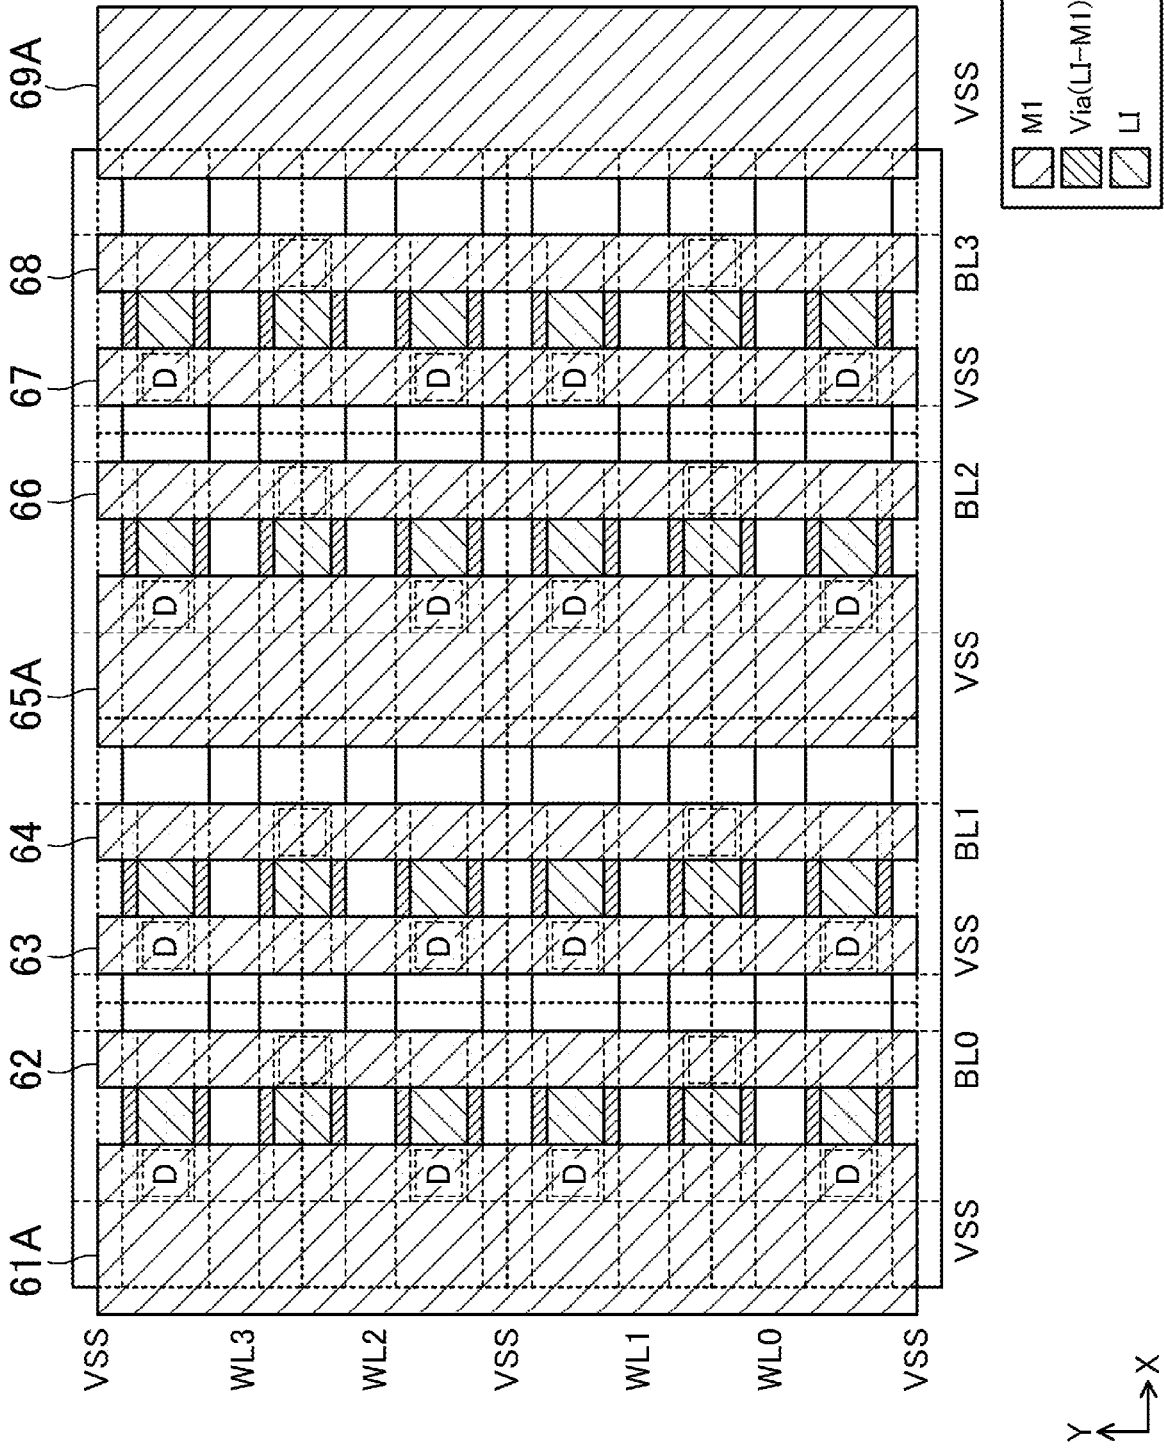 61A 62 63 64 65A 66 67 68 69A
VSS
D D D D
WL3
WL2
D D D D
VSS
D D D D
WL1
WL0
D D D D
VSS
VSS BL0 VSS BL1 VSS BL2 VSS BL3 VSS
M1
Via(LI-M1)
LI
Y
X